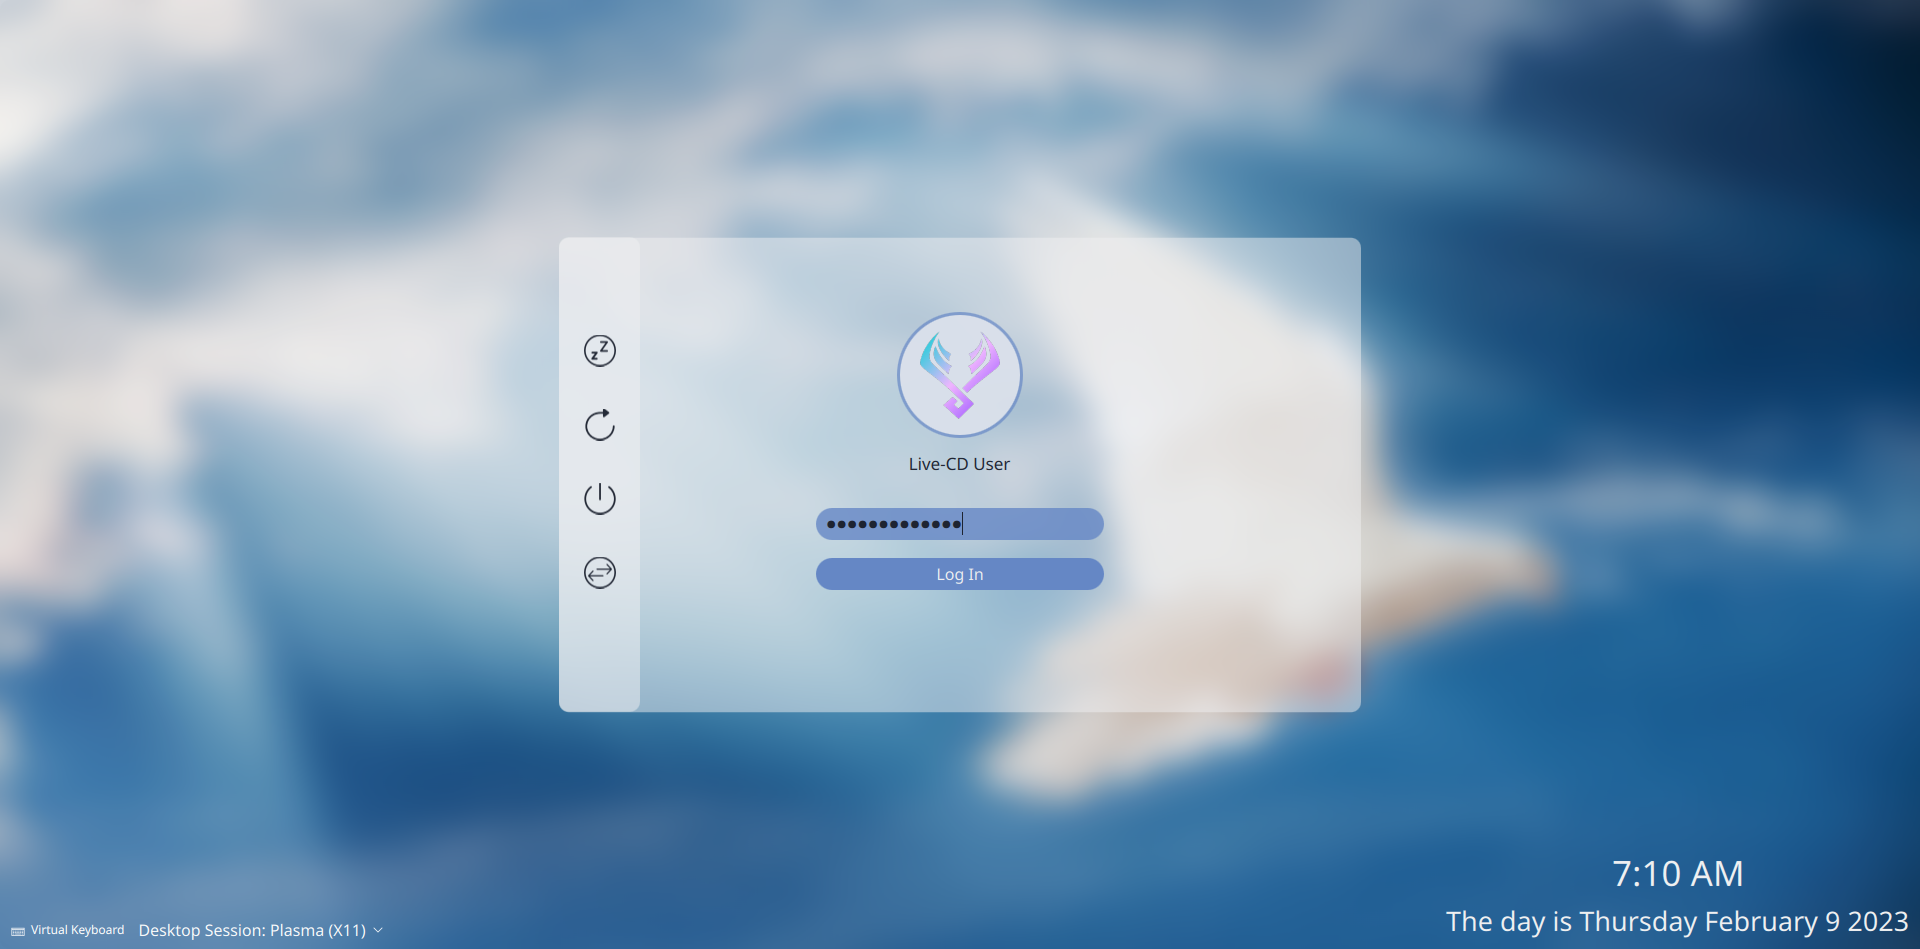 Live-CD User
Log In
7:10 AM
The day is Thursday February 9 2023
Virtual Keyboard
Desktop Session: Plasma (X11)